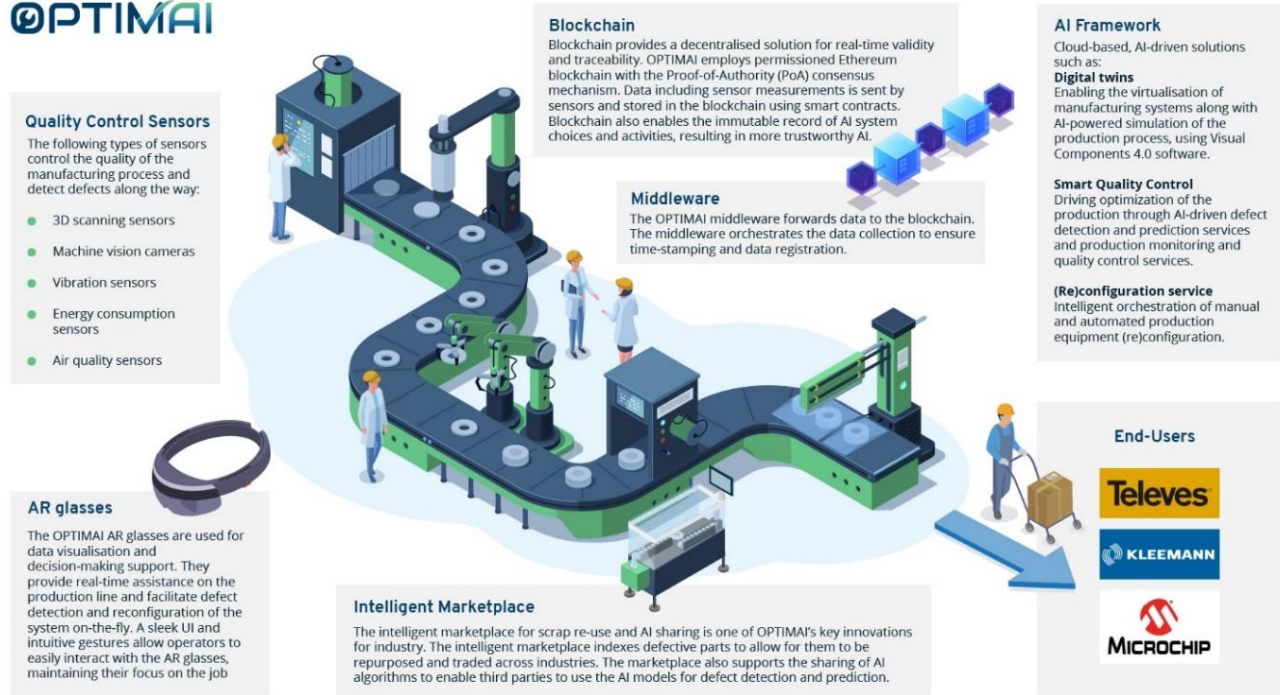 OPTIMAI
Quality Control Sensors
The following types of sensors
control the quality of the
manufacturing process and
detect defects along the way:
3D scanning sensors
Machine vision cameras
Vibration sensors
Energy consumption
sensors
Air quality sensors
AR glasses
The OPTIMAI AR glasses are used for
data visualisation and
decision-making support. They
provide real-time assistance on the
production line and facilitate defect
detection and reconfiguration of the
system on-the-fly. A sleek UI and
intuitive gestures allow operators to
easily interact with the AR glasses,
maintaining their focus on the job
Blockchain
Blockchain provides a decentralised solution for real-time validity
and traceability. OPTIMAI employs permissioned Ethereum
blockchain with the Proof-of-Authority (PoA) consensus
mechanism. Data including sensor measurements is sent by
sensors and stored in the blockchain using smart contracts.
Blockchain also enables the immutable record of AI system
choices and activities, resulting in more trustworthy AI.
Middleware
The OPTIMAI middleware forwards data to the blockchain.
The middleware orchestrates the data collection to ensure
time-stamping and data registration.
Intelligent Marketplace
The intelligent marketplace for scrap re-use and AI sharing is one of OPTIMAI's key innovations
for industry. The intelligent marketplace indexes defective parts to allow for them to be
repurposed and traded across industries. The marketplace also supports the sharing of AI
algorithms to enable third parties to use the AI models for defect detection and prediction.
AI Framework
Cloud-based, AI-driven solutions
such as:
Digital twins
Enabling the virtualisation of
manufacturing systems along with
AI-powered simulation of the
production process, using Visual
Components 4.0 software.
Smart Quality Control
Driving optimization of the
production through AI-driven defect
detection and prediction services
and production monitoring and
quality control services.
(Re)configuration service
Intelligent orchestration of manual
and automated production
equipment (re)configuration.
End-Users
Televes
KLEEMANN
MICROCHIP